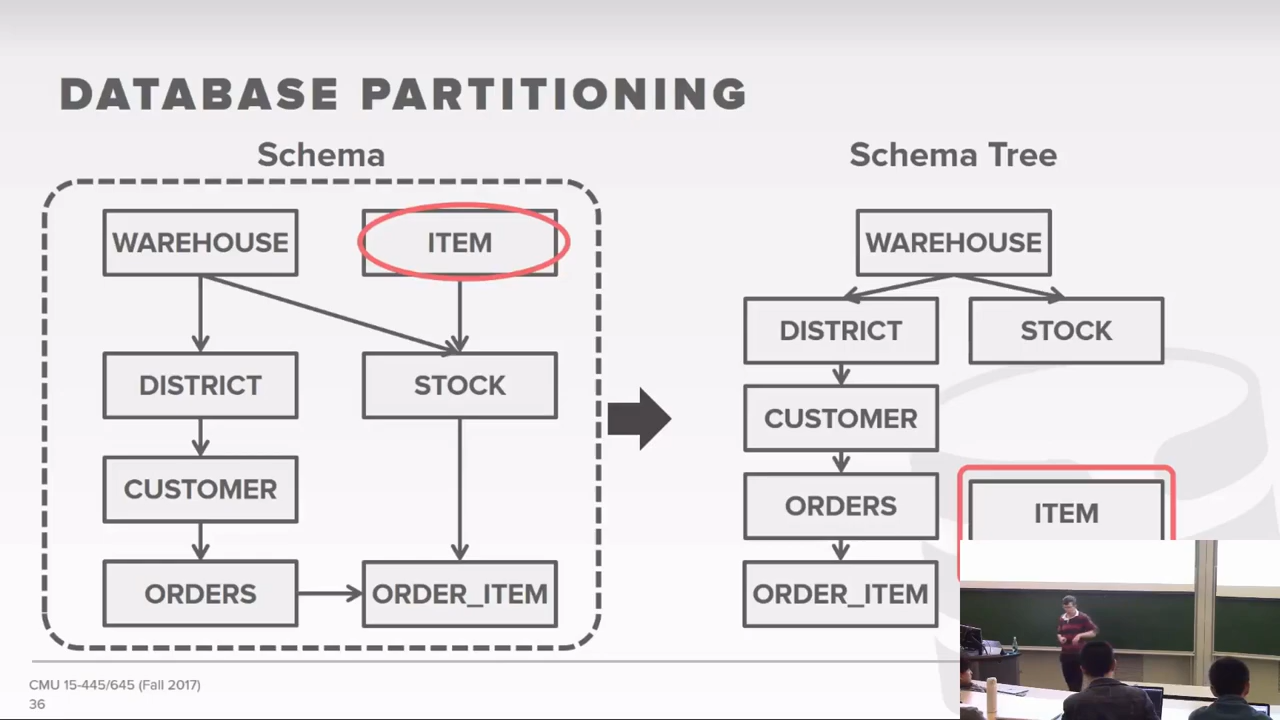 DATABASE PARTITIONING
Schema
WAREHOUSE
ITEM
DISTRICT
STOCK
CUSTOMER
ORDERS
ORDER_ITEM
Schema Tree
WAREHOUSE
DISTRICT
STOCK
CUSTOMER
ORDERS
ITEM
ORDER_ITEM
CMU 15-445/645 (Fall 2017)
36